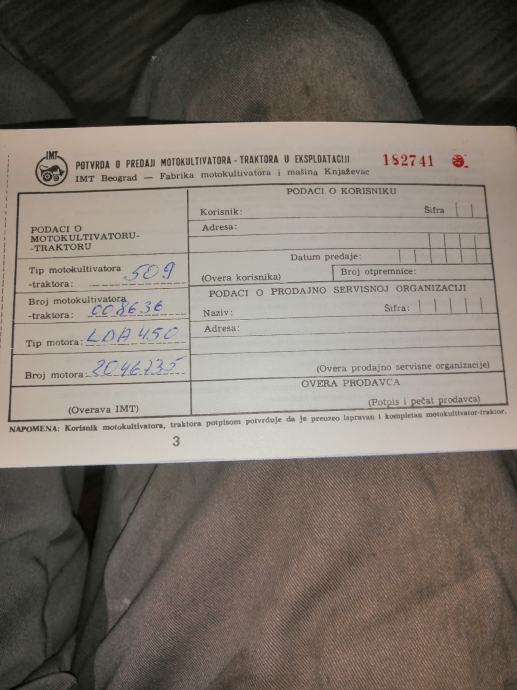 IMT
POTVRDA O PREDAJI MOTOKULTIVATORA - TRAKTORA U EKSPLOATACIJI 182741
IMT Beograd — Fabrika motokultivatora i mašina Knjaževac
PODACI O
MOTOKULTIVATORU-
-TRAKTORU
Tip motokultivatora
-traktora: 509
Broj motokultivatora
-traktora: 008636
Tip motora: LDA 450
Broj motora: 2046235
(Overava IMT)
PODACI O KORISNIKU
Korisnik: Šifra
Adresa:
Datum predaje:
(Overa korisnika) Broj otpremnice:
PODACI O PRODAJNO SERVISNOJ ORGANIZACIJI
Naziv: Šifra:
Adresa:
(Overa prodajno servisne organizacije)
OVERA PRODAVCA
(Potpis i pečat prodavca)
NAPOMENA: Korisnik motokultivatora, traktora potpisom potvrđuje da je preuzeo ispravan i kompletan motokultivator-traktor.
3